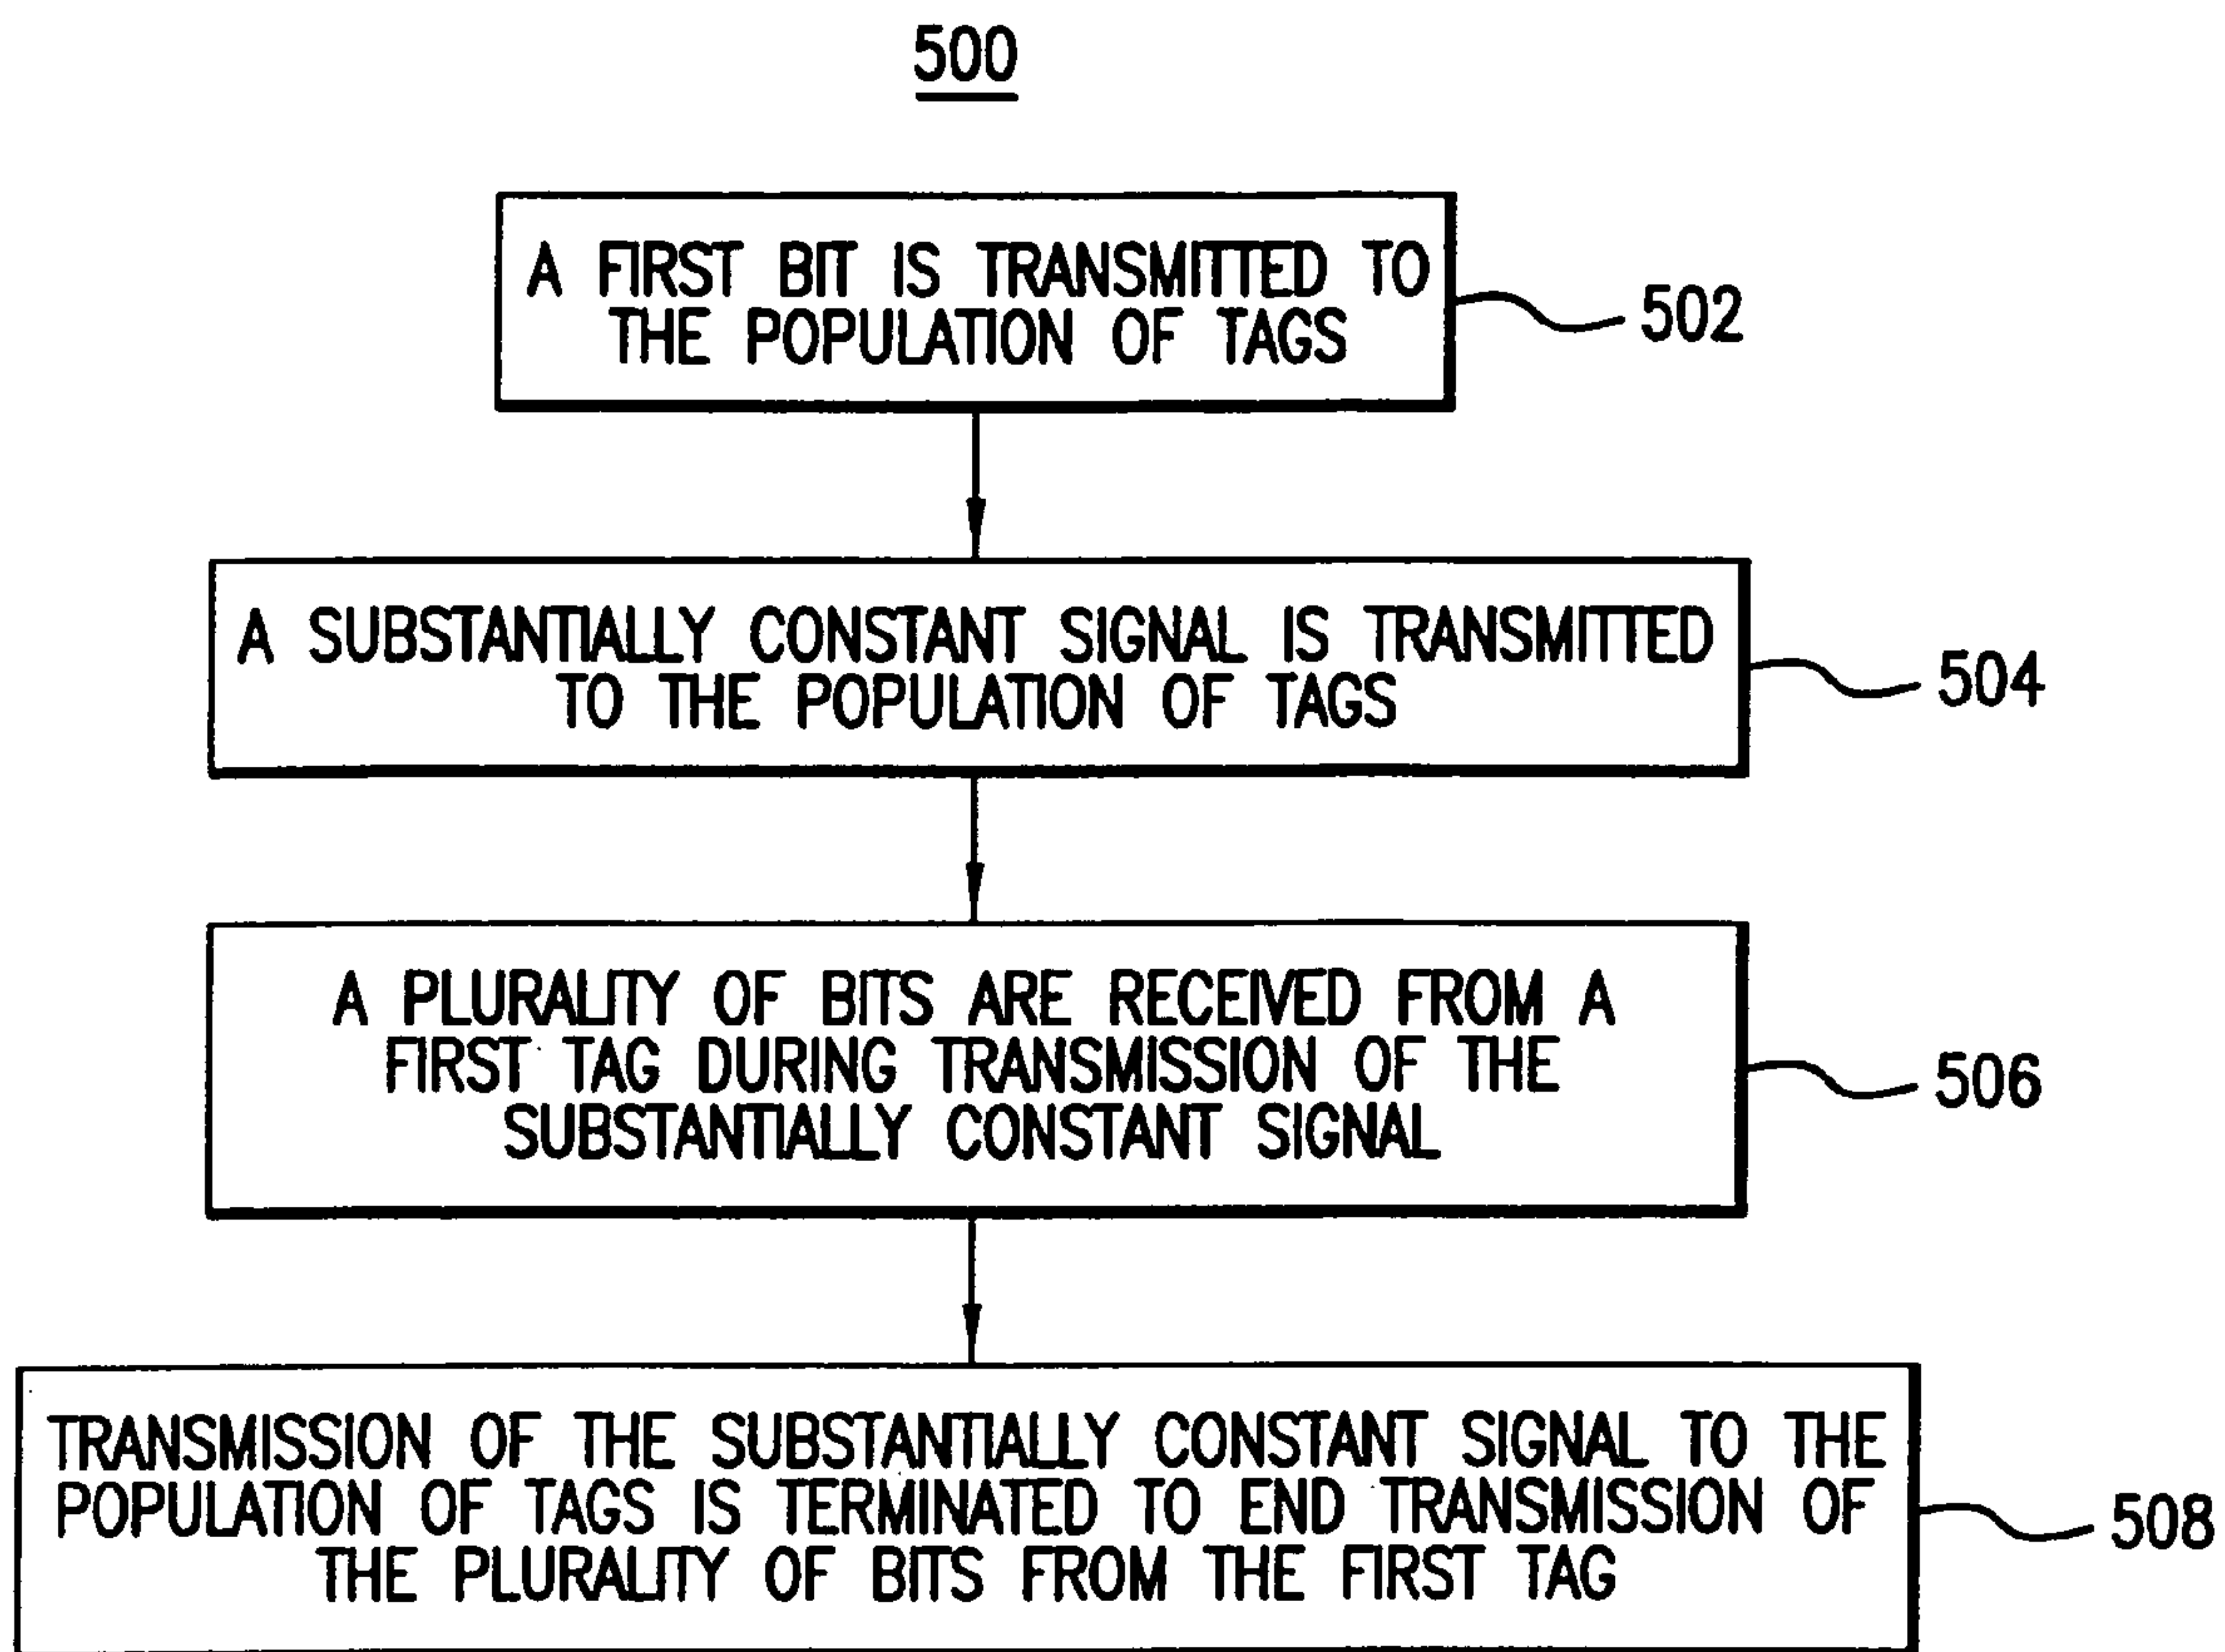 500
A FIRST BIT IS TRANSMITTED TO
THE POPULATION OF TAGS
502
A SUBSTANTIALLY CONSTANT SIGNAL IS TRANSMITTED
TO THE POPULATION OF TAGS
504
A PLURALITY OF BITS ARE RECEIVED FROM A
FIRST TAG DURING TRANSMISSION OF THE
SUBSTANTIALLY CONSTANT SIGNAL
506
TRANSMISSION OF THE SUBSTANTIALLY CONSTANT SIGNAL TO THE
POPULATION OF TAGS IS TERMINATED TO END TRANSMISSION OF
THE PLURALITY OF BITS FROM THE FIRST TAG
508